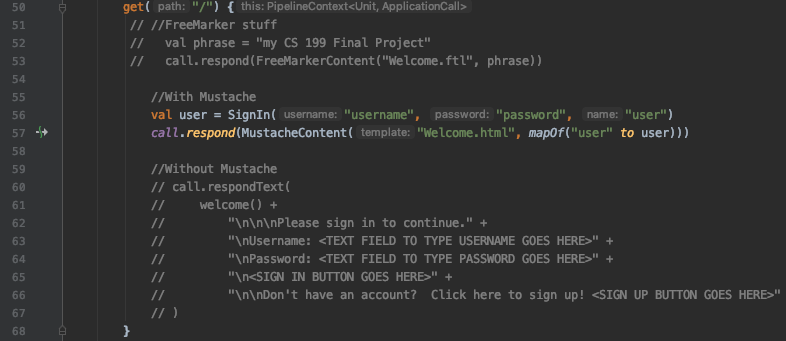 50 get( path: "/") { this: PipelineContext<Unit, ApplicationCall>
51 // //FreeMarker stuff
52 // val phrase = "my CS 199 Final Project"
53 // call.respond(FreeMarkerContent("Welcome.ftl", phrase))
54
55 //With Mustache
56 val user = SignIn( username: "username", password: "password", name: "user")
57 call.respond(MustacheContent( template: "Welcome.html", mapOf("user" to user)))
58
59 //Without Mustache
60 // call.respondText(
61 // welcome() +
62 // "\n\n\nPlease sign in to continue." +
63 // "\nUsername: <TEXT FIELD TO TYPE USERNAME GOES HERE>" +
64 // "\nPassword: <TEXT FIELD TO TYPE PASSWORD GOES HERE>" +
65 // "\n<SIGN IN BUTTON GOES HERE>" +
66 // "\n\nDon't have an account?  Click here to sign up! <SIGN UP BUTTON GOES HERE>"
67 // )
68 }